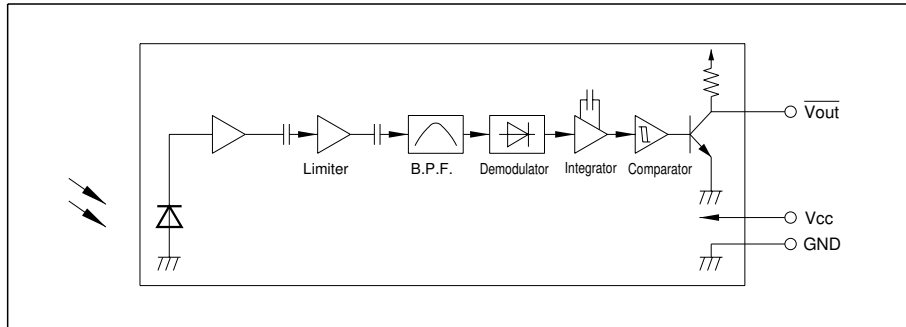 Vout
Limiter
B.P.F.
Demodulator
Integrator
Comparator
Vcc
GND